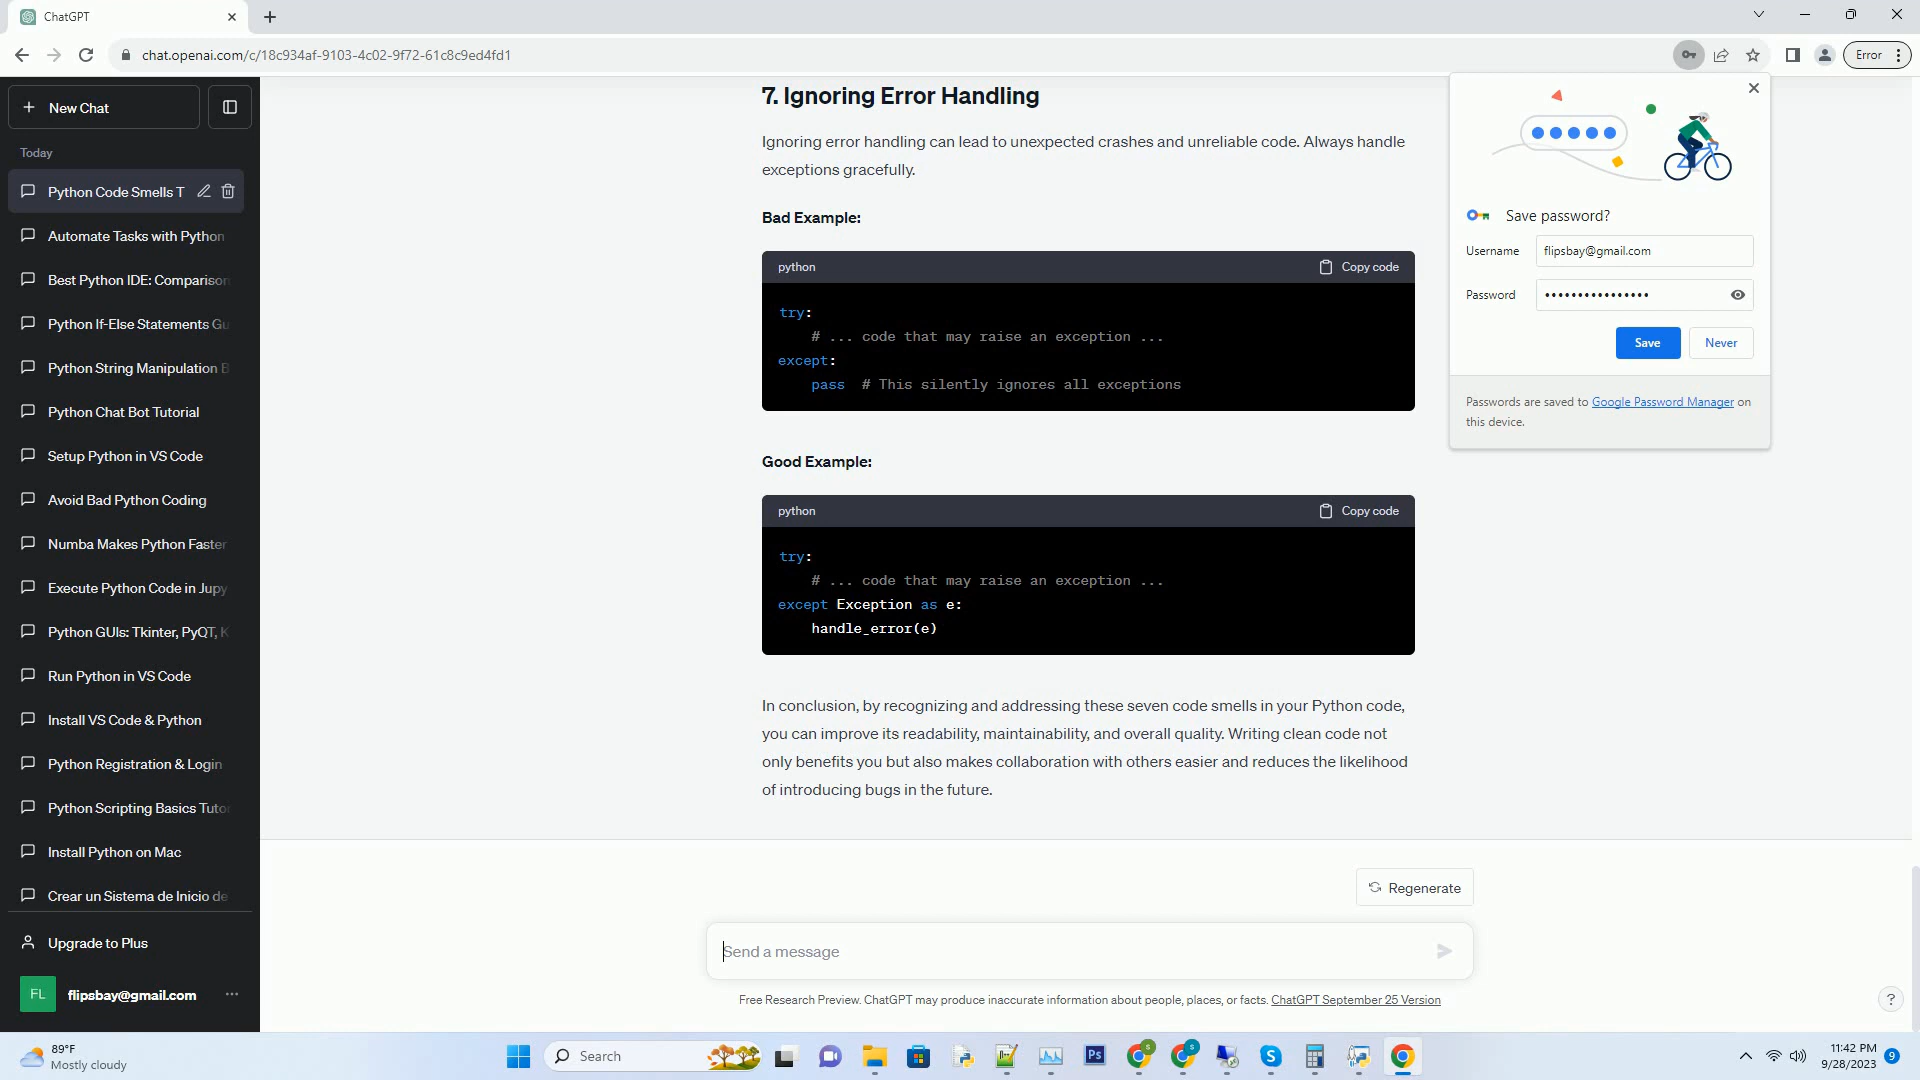 ChatGPT
chat.openai.com/c/18c934af-9103-4c02-9f72-61c8c9ed4fd1
Error
New Chat
Today
Python Code Smells T
Automate Tasks with Python
Best Python IDE: Comparison
Python If-Else Statements Gu
Python String Manipulation B
Python Chat Bot Tutorial
Setup Python in VS Code
Avoid Bad Python Coding
Numba Makes Python Faster
Execute Python Code in Jupy
Python GUIs: Tkinter, PyQT, K
Run Python in VS Code
Install VS Code & Python
Python Registration & Login
Python Scripting Basics Tuto
Install Python on Mac
Crear un Sistema de Inicio de
Upgrade to Plus
FL
flipsbay@gmail.com
7. Ignoring Error Handling
Ignoring error handling can lead to unexpected crashes and unreliable code. Always handle
exceptions gracefully.
Bad Example:
python
Copy code
try:
# ... code that may raise an exception ...
except:
pass # This silently ignores all exceptions
Good Example:
python
Copy code
try:
# ... code that may raise an exception ...
except Exception as e:
handle_error(e)
In conclusion, by recognizing and addressing these seven code smells in your Python code,
you can improve its readability, maintainability, and overall quality. Writing clean code not
only benefits you but also makes collaboration with others easier and reduces the likelihood
of introducing bugs in the future.
Regenerate
Send a message
Free Research Preview. ChatGPT may produce inaccurate information about people, places, or facts. ChatGPT September 25 Version
?
Save password?
Username
flipsbay@gmail.com
Password
••••••••••••••••
Save
Never
Passwords are saved to Google Password Manager on
this device.
89°F
Mostly cloudy
Search
Ps
S
S
11:42 PM
9/28/2023
9